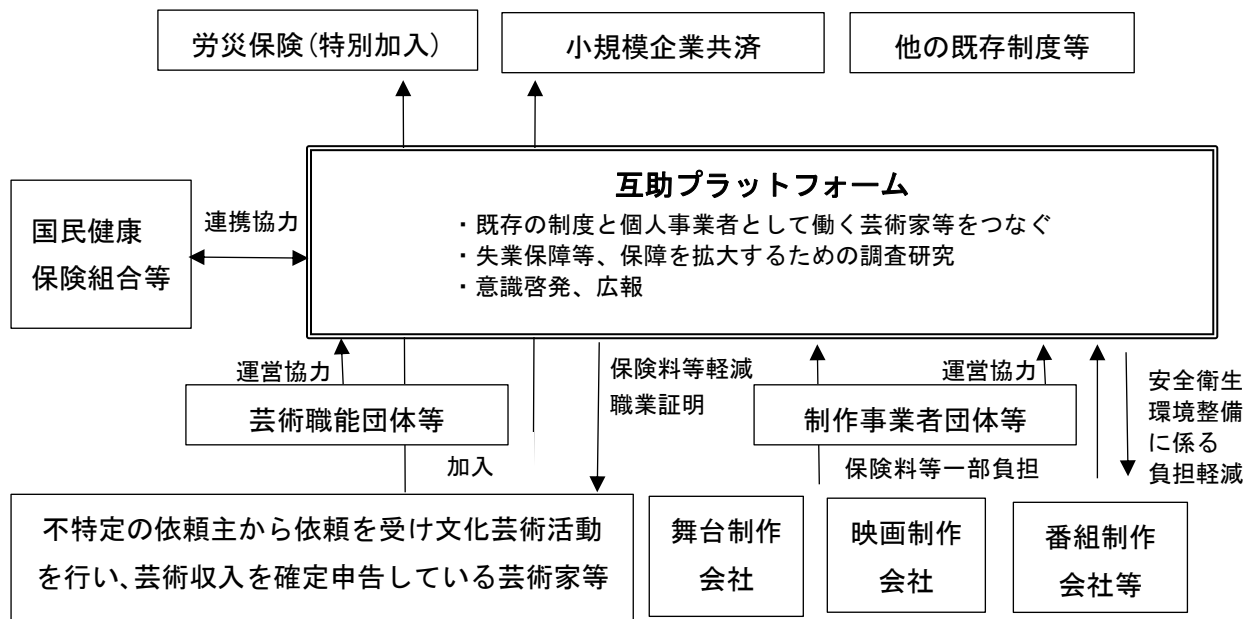 労災保険(特別加入)
小規模企業共済
他の既存制度等
互助プラットフォーム
・既存の制度と個人事業者として働く芸術家等をつなぐ
・失業保障等、保障を拡大するための調査研究
・意識啓発、広報
国民健康
保険組合等
連携協力
運営協力
芸術職能団体等
加入
保険料等軽減
職業証明
運営協力
制作事業者団体等
保険料等一部負担
安全衛生
環境整備
に係る
負担軽減
不特定の依頼主から依頼を受け文化芸術活動
を行い、芸術収入を確定申告している芸術家等
舞台制作
会社
映画制作
会社
番組制作
会社等